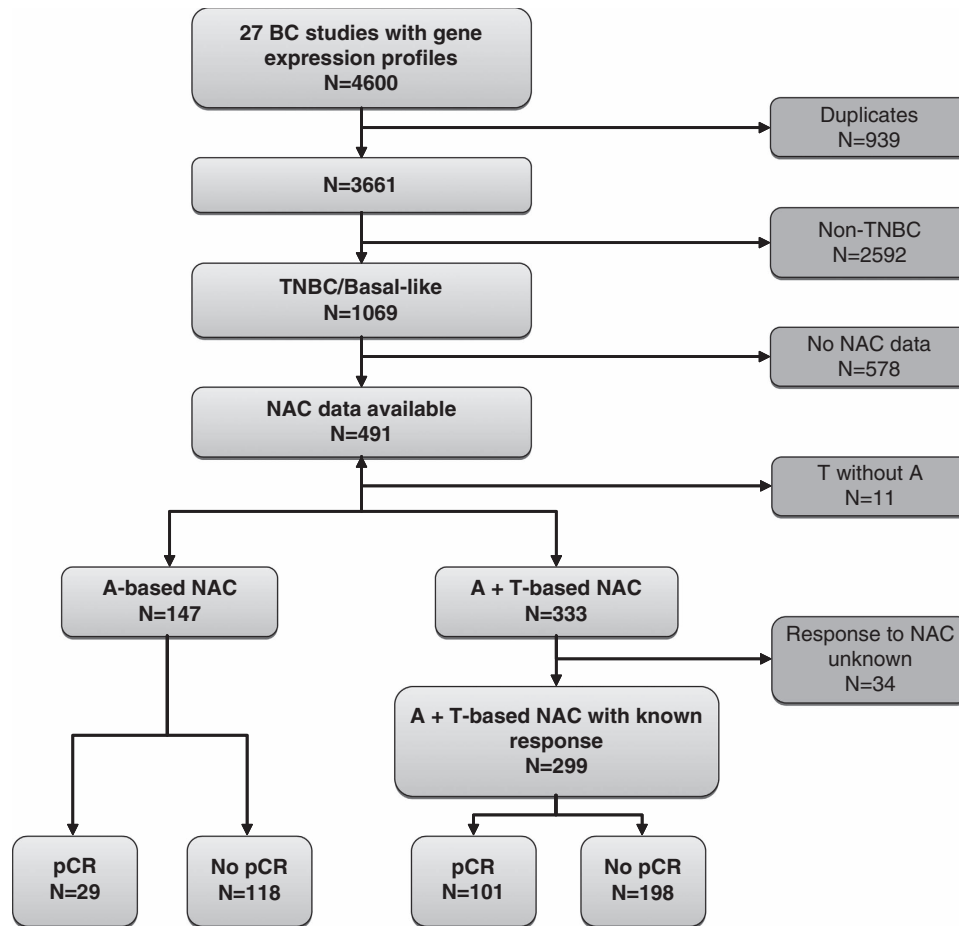 27 BC studies with gene
expression profiles
N=4600
Duplicates
N=939
N=3661
Non-TNBC
N=2592
TNBC/Basal-like
N=1069
No NAC data
N=578
NAC data available
N=491
T without A
N=11
A-based NAC
N=147
A + T-based NAC
N=333
Response to NAC
unknown
N=34
A + T-based NAC with known
response
N=299
pCR
N=29
No pCR
N=118
pCR
N=101
No pCR
N=198